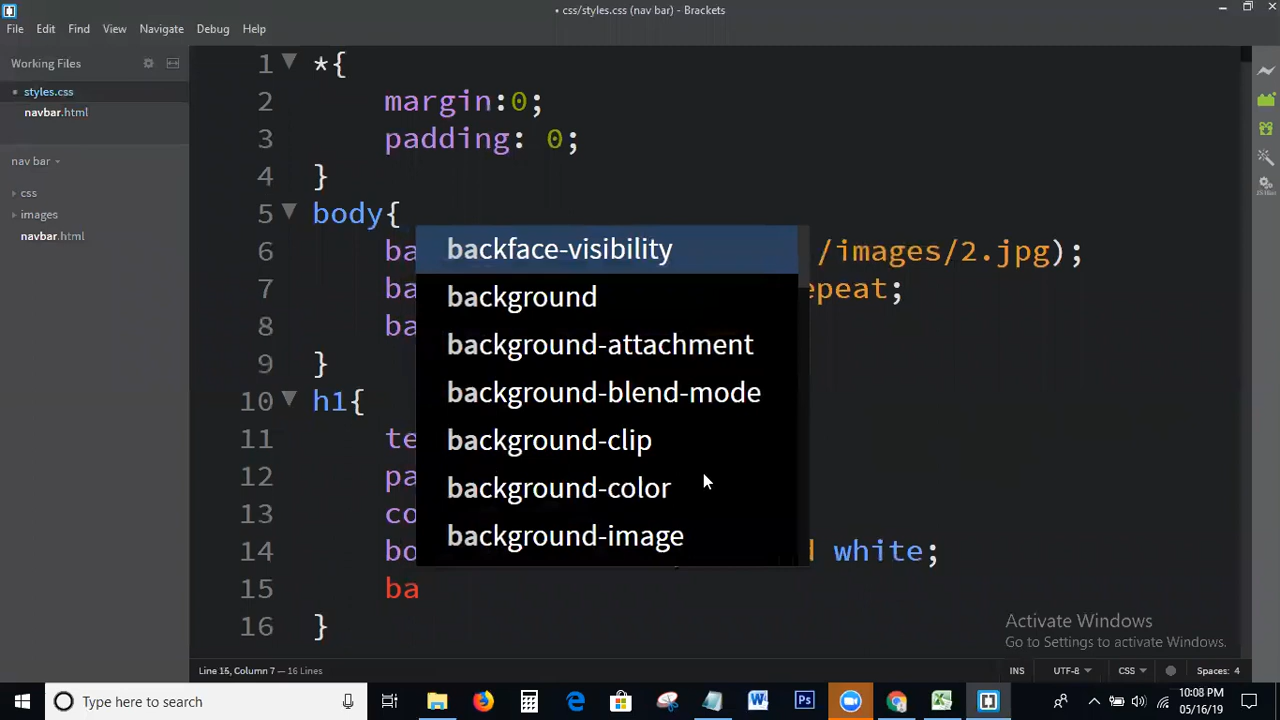 • css/styles.css (nav bar) - Brackets
File Edit Find View Navigate Debug Help
Working Files
• styles.css
navbar.html
nav bar
css
images
navbar.html
1 *{
2 margin:0;
3 padding: 0;
4 }
5 body{
6 ba /images/2.jpg);
7 ba epeat;
8 ba
9 }
10 h1{
11 te
12 pa
13 co
14 bo d white;
15 ba
16 }
backface-visibility
background
background-attachment
background-blend-mode
background-clip
background-color
background-image
Activate Windows
Go to Settings to activate Windows.
Line 15, Column 7 — 16 Lines
INS UTF-8 CSS Spaces: 4
Type here to search
10:08 PM
05/16/19